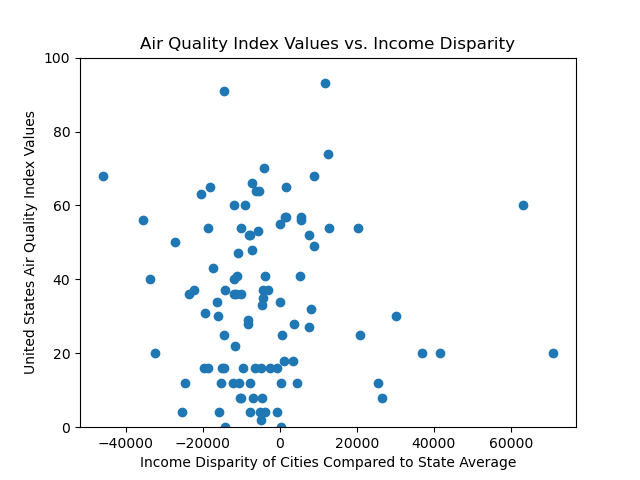 Air Quality Index Values vs. Income Disparity
100
80
60
40
20
0
United States Air Quality Index Values
−40000 −20000 0 20000 40000 60000
Income Disparity of Cities Compared to State Average